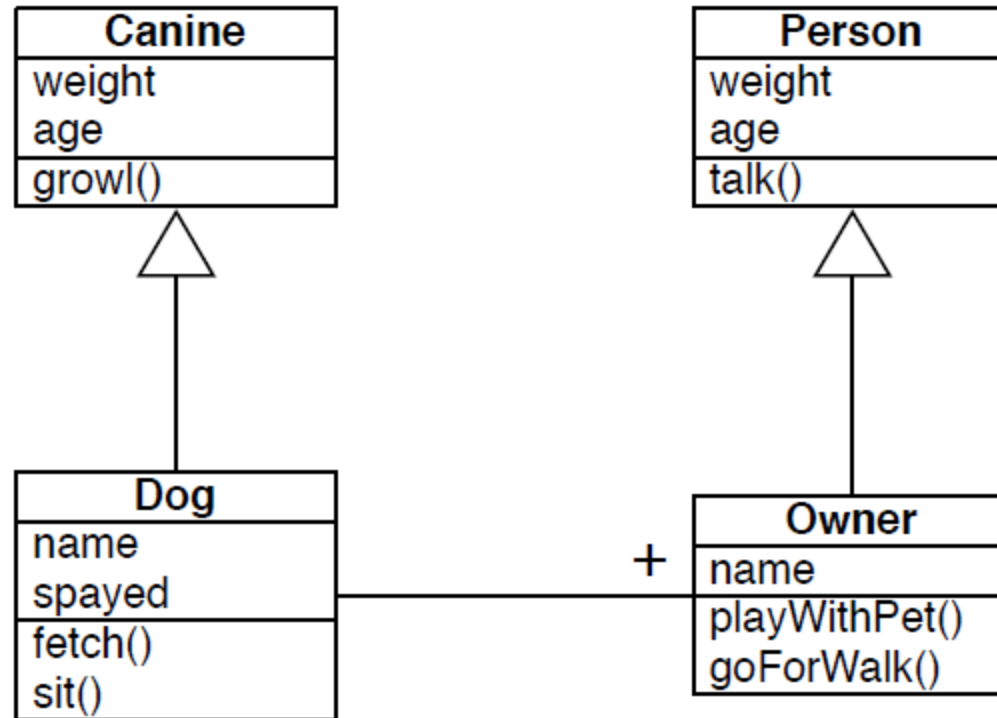 Canine
weight
age
growl()
Person
weight
age
talk()
Dog
name
spayed
fetch()
sit()
+
Owner
name
playWithPet()
goForWalk()